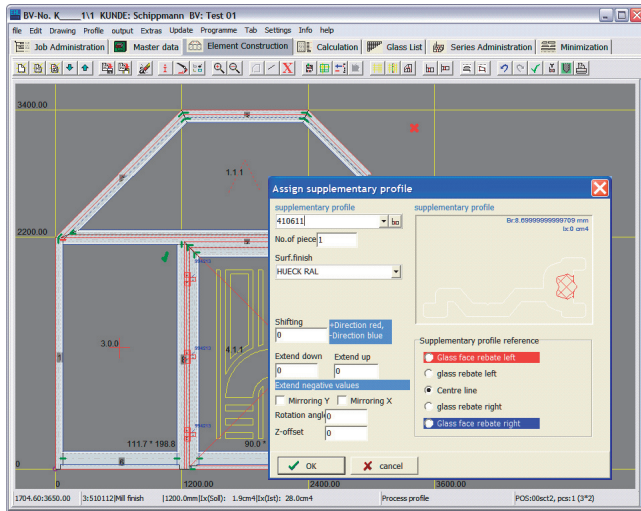 BV-No. K____1\1 KUNDE: Schippmann BV: Test 01
file Edit Drawing Profile output Extras Update Programme Tab Settings Info help
Job Administration Master data Element Construction Calculation Glass List Series Administration Minimization
3400.00
1.1.1
Assign supplementary profile
supplementary profile
supplementary profile
410611
Iso
Br:8.69999999999709 mm
Ix:0 cm4
No.of piece 1
Surf.finish
HUECK RAL
2200.00
Shifting
0
+Direction red,
-Direction blue
Supplementary profile reference
Glass face rebate left
glass rebate left
Centre line
glass rebate right
Glass face rebate right
Extend down Extend up
0 0
Extend negative values
Mirroring Y Mirroring X
Rotation angle 0
Z-offset 0
3.0.0
4.1.1
111.7 * 198.8
90.0 *
OK cancel
0
0 1200.00 2400.00 3600.00
1704.60:3650.00 3:510112|Mill finish |1200.0mm|Ix(Soll): 1.9cm4|Ix(Ist): 28.0cm4 Process profile POS:00sct2, pcs:1 (3*2)